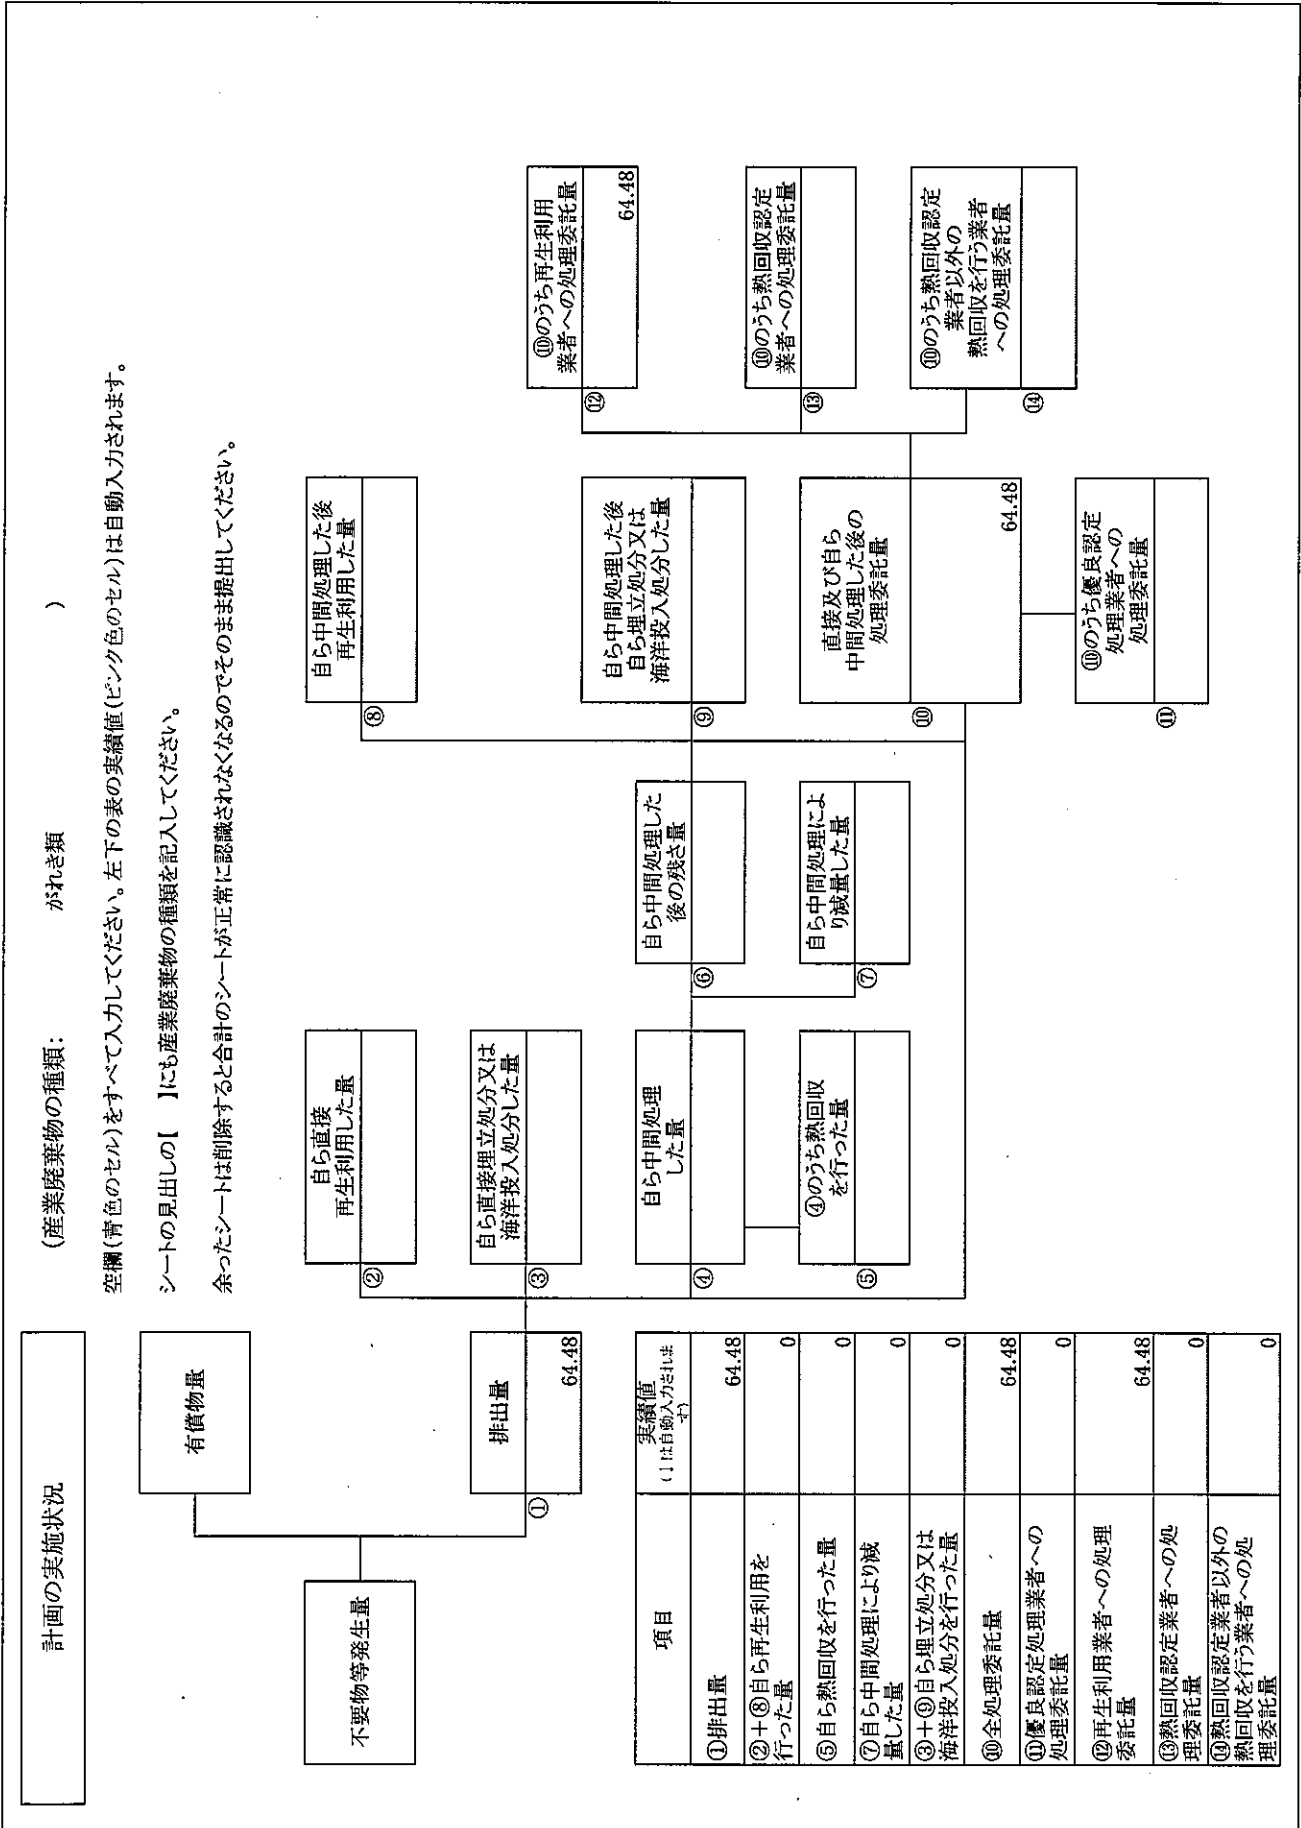 計画の実施状況
(産業廃棄物の種類: がれき類 )
空欄(青色のセル)をすべて入力してください。左下の表の実績値(ピンク色のセル)は自動入力されます。
シートの見出しの【 】にも産業廃棄物の種類を記入してください。
余ったシートは削除すると合計のシートが正常に認識されなくなるのでそのまま提出してください。
不要物等発生量
有償物量
①
排出量
64.48
②
自ら直接
再生利用した量
③
自ら直接埋立処分又は
海洋投入処分した量
④
自ら中間処理
した量
⑤
④のうち熱回収
を行った量
⑥
自ら中間処理した
後の残さ量
⑦
自ら中間処理によ
り減量した量
⑧
自ら中間処理した後
再生利用した量
⑨
自ら中間処理した後
自ら埋立処分又は
海洋投入処分した量
⑩
直接及び自ら
中間処理した後の
処理委託量
64.48
⑪
⑩のうち優良認定
処理業者への
処理委託量
⑫
⑩のうち再生利用
業者への処理委託量
64.48
⑬
⑩のうち熱回収認定
業者への処理委託量
⑭
⑩のうち熱回収認定
業者以外の
熱回収を行う業者
への処理委託量
項目
実績値
は自動入力されま
す)
①排出量
64.48
②+⑧自ら再生利用を
行った量
0
⑤自ら熱回収を行った量
0
⑦自ら中間処理により減
量した量
0
③+⑨自ら埋立処分又は
海洋投入処分を行った量
0
⑩全処理委託量
64.48
⑪優良認定処理業者への
処理委託量
0
⑫再生利用業者への処理
委託量
64.48
⑬熱回収認定業者への処
理委託量
0
⑭熱回収認定業者以外の
熱回収を行う業者への処
理委託量
0